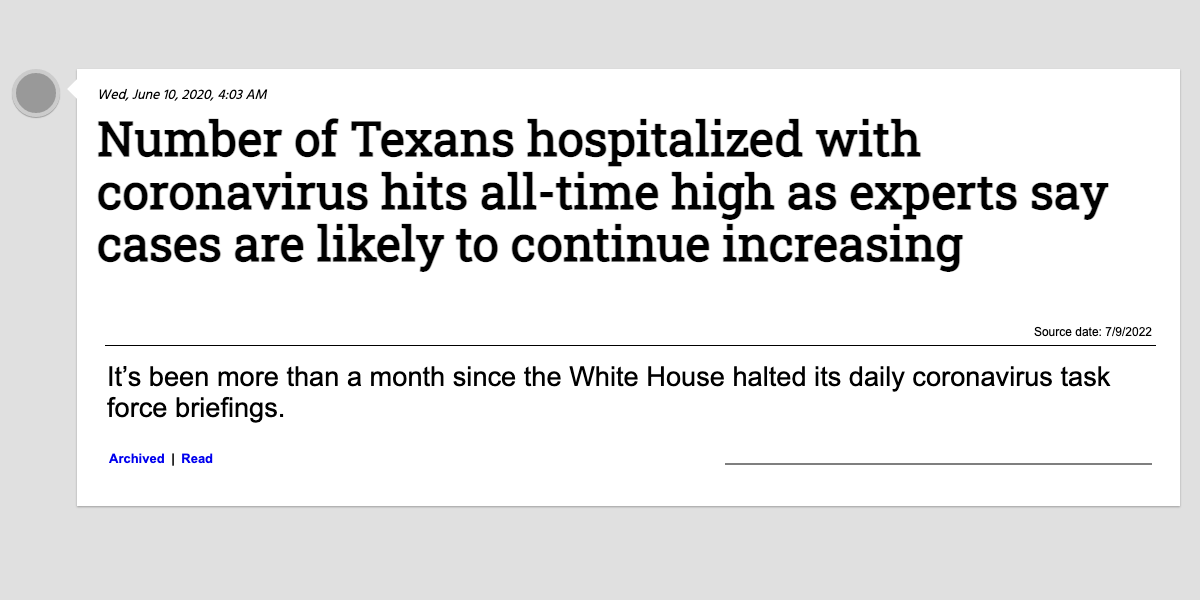 Wed, June 10, 2020, 4:03 AM
Number of Texans hospitalized with
coronavirus hits all-time high as experts say
cases are likely to continue increasing
Source date: 7/9/2022
It’s been more than a month since the White House halted its daily coronavirus task
force briefings.
Archived | Read